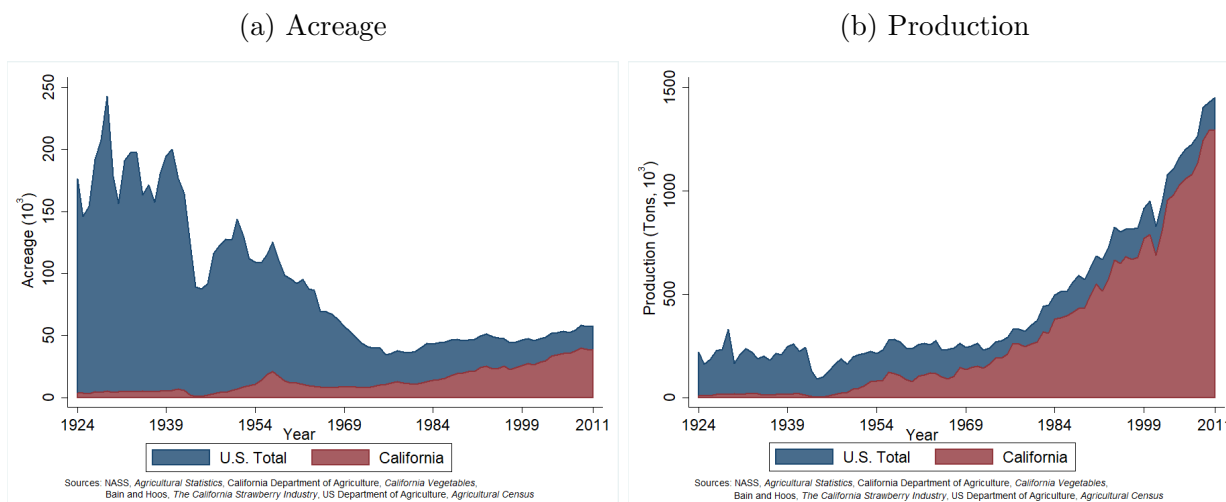 (a) Acreage
Acreage (10³)
250
200
150
100
50
0
1924
1939
1954
1969
1984
1999
2011
Year
U.S. Total
California
Sources: NASS, Agricultural Statistics, California Department of Agriculture, California Vegetables,
Bain and Hoos, The California Strawberry Industry, US Department of Agriculture, Agricultural Census
(b) Production
Production (Tons, 10³)
1500
1000
500
0
1924
1939
1954
1969
1984
1999
2011
Year
U.S. Total
California
Sources: NASS, Agricultural Statistics, California Department of Agriculture, California Vegetables,
Bain and Hoos, The California Strawberry Industry, US Department of Agriculture, Agricultural Census